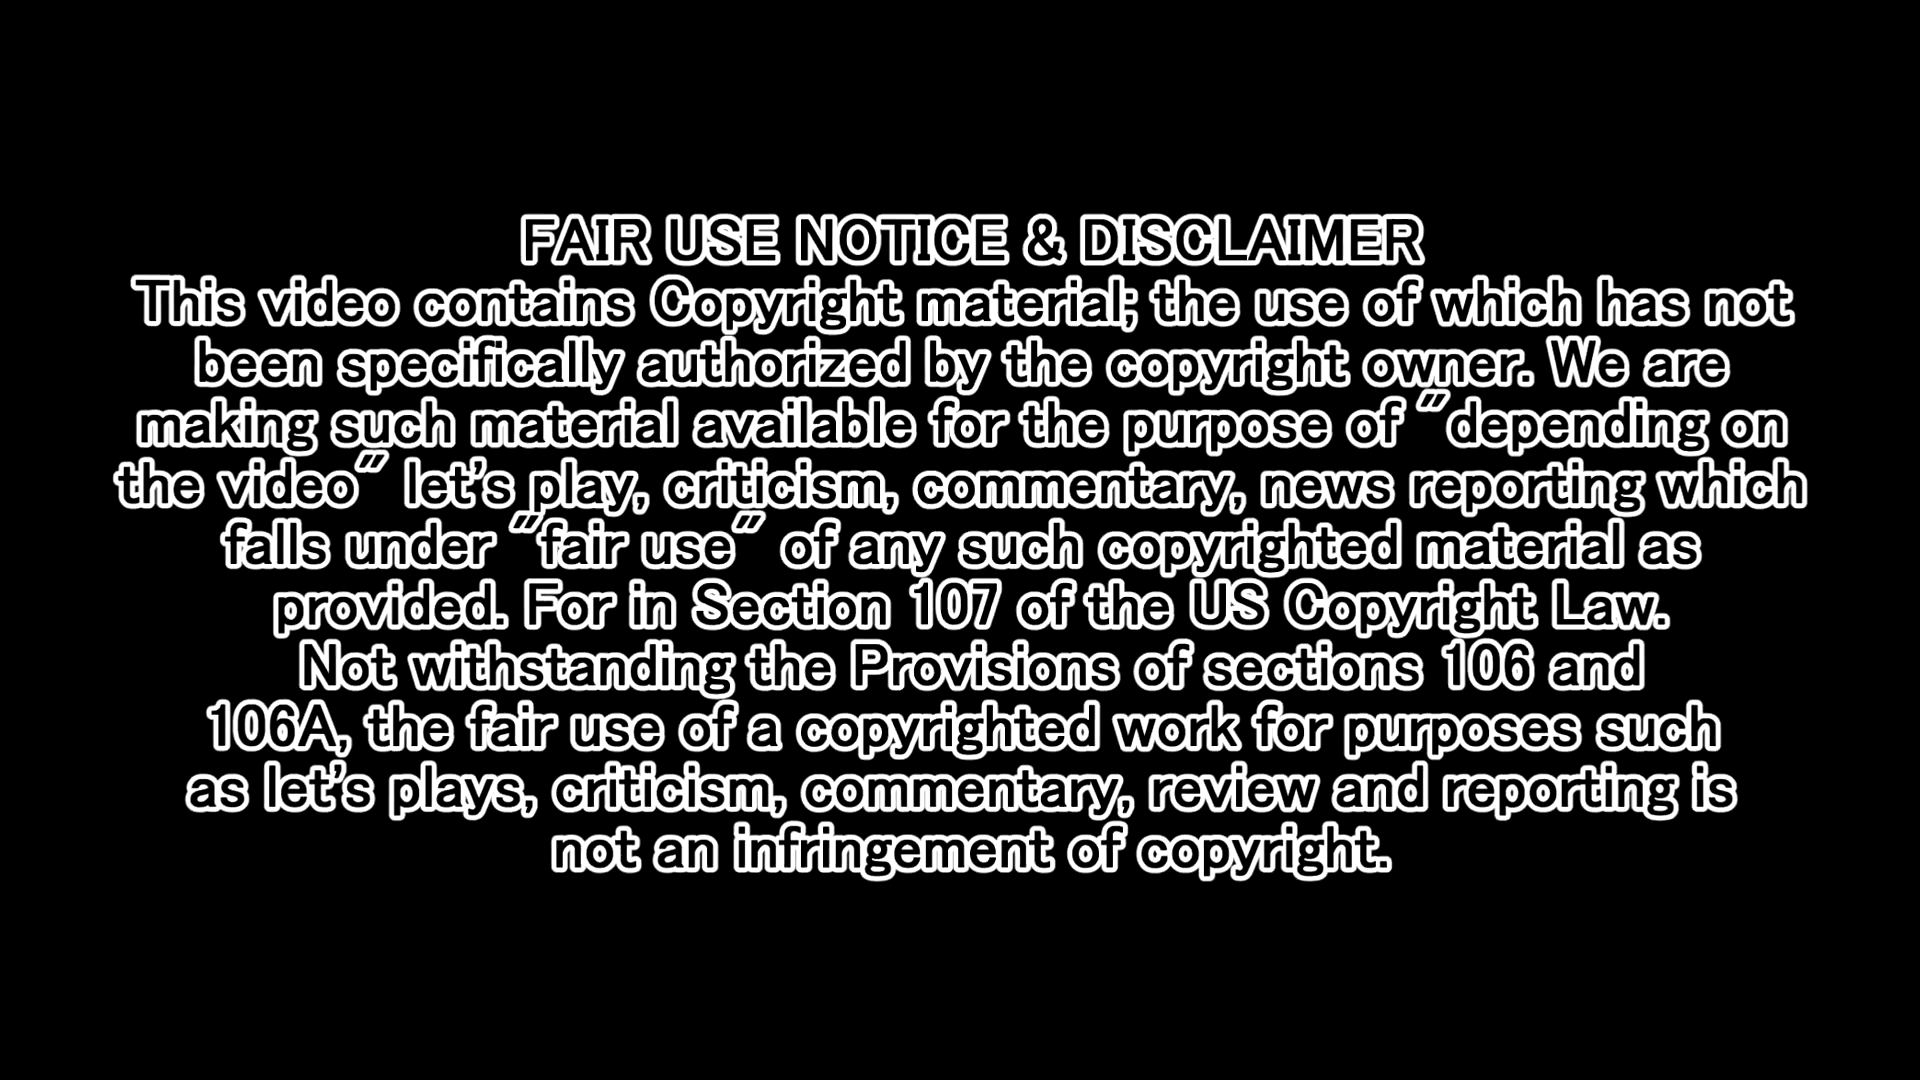 FAIR USE NOTICE & DISCLAIMER
This video contains Copyright material; the use of which has not
been specifically authorized by the copyright owner. We are
making such material available for the purpose of "depending on
the video" let's play, criticism, commentary, news reporting which
falls under "fair use" of any such copyrighted material as
provided. For in Section 107 of the US Copyright Law.
Not withstanding the Provisions of sections 106 and
106A, the fair use of a copyrighted work for purposes such
as let's plays, criticism, commentary, review and reporting is
not an infringement of copyright.